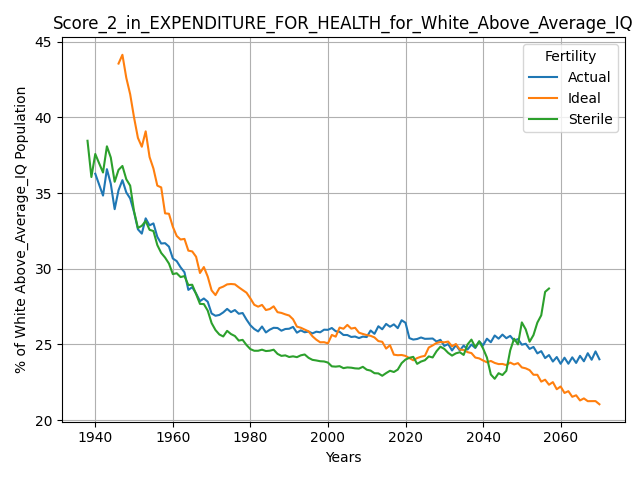 Score_2_in_EXPENDITURE_FOR_HEALTH_for_White_Above_Average_IQ
% of White Above_Average_IQ Population
45
40
35
30
25
20
Fertility
Actual
Ideal
Sterile
1940 1960 1980 2000 2020 2040 2060
Years